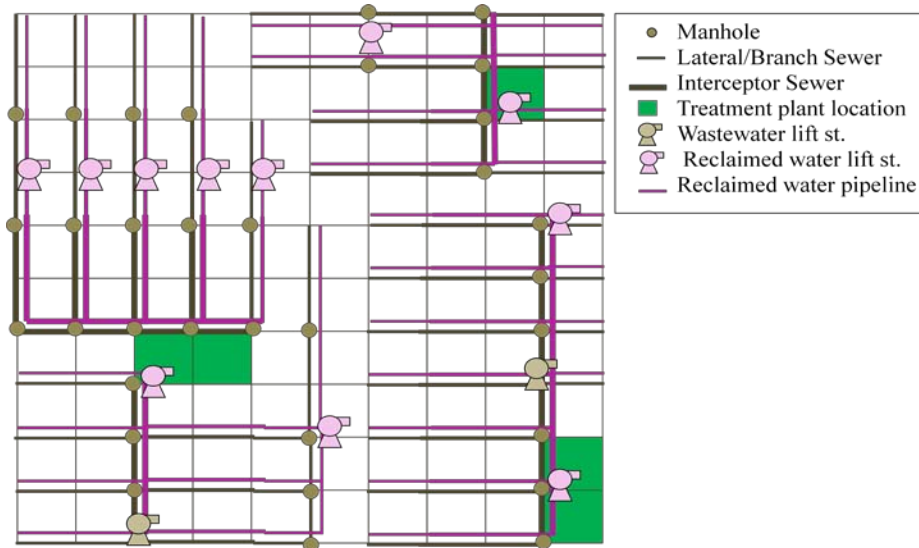 Manhole
Lateral/Branch Sewer
Interceptor Sewer
Treatment plant location
Wastewater lift st.
Reclaimed water lift st.
Reclaimed water pipeline